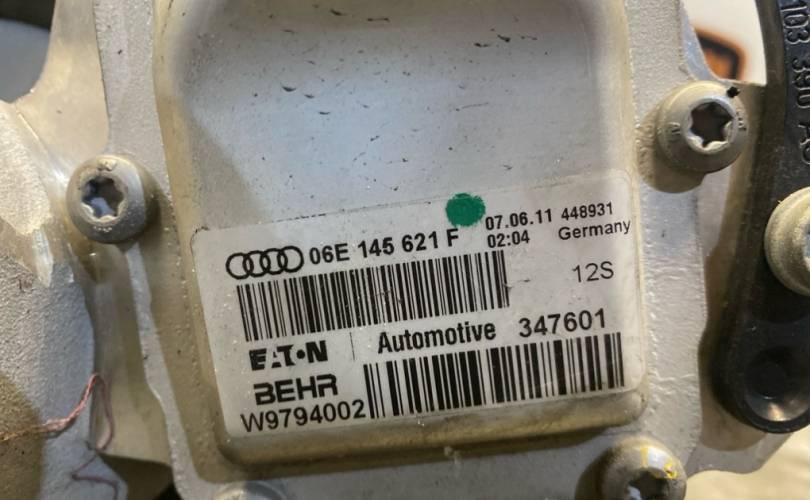 06E 145 621 F
07.06.11 448931
02:04 Germany
12S
EATON Automotive 347601
BEHR
W9794002